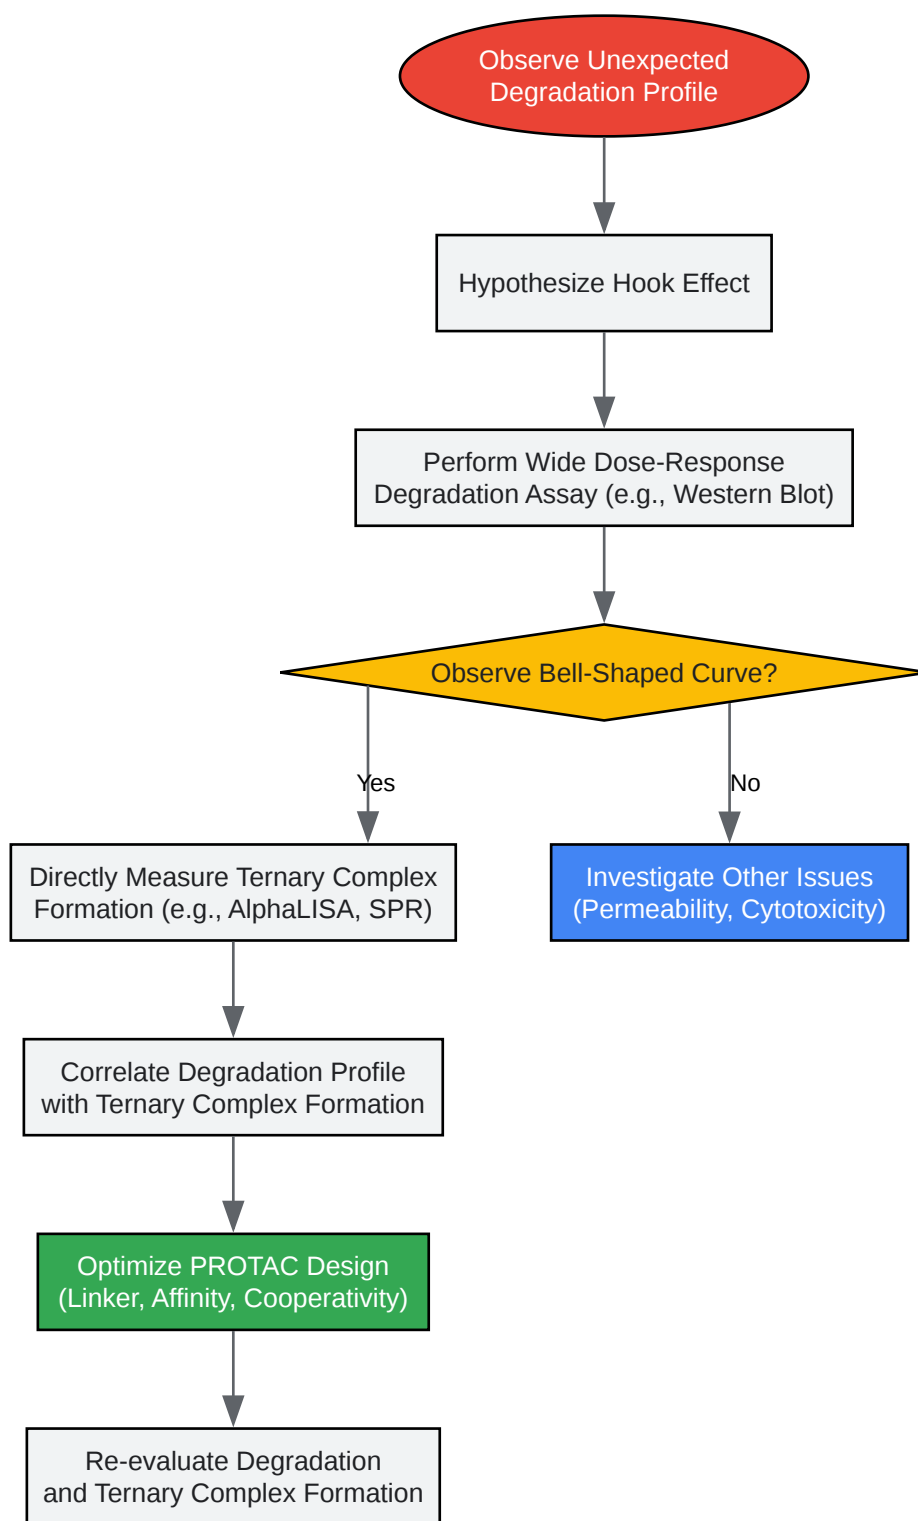 Observe Unexpected
Degradation Profile
Hypothesize Hook Effect
Perform Wide Dose-Response
Degradation Assay (e.g., Western Blot)
Observe Bell-Shaped Curve?
Yes
No
Directly Measure Ternary Complex
Formation (e.g., AlphaLISA, SPR)
Investigate Other Issues
(Permeability, Cytotoxicity)
Correlate Degradation Profile
with Ternary Complex Formation
Optimize PROTAC Design
(Linker, Affinity, Cooperativity)
Re-evaluate Degradation
and Ternary Complex Formation